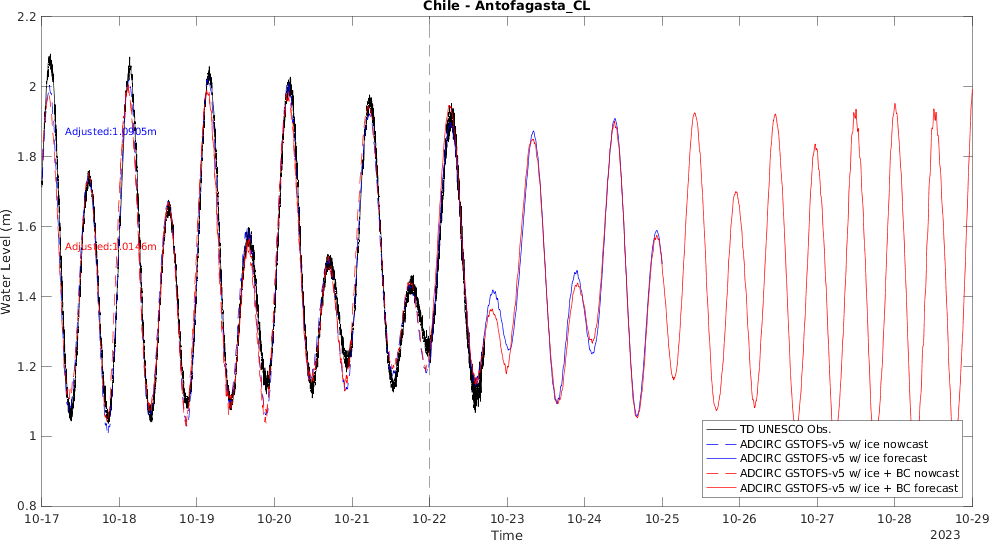 Chile - Antofagasta_CL
2.2
2
1.8
1.6
1.4
1.2
1
0.8
Water Level (m)
Adjusted:1.0905m
Adjusted:1.0146m
TD UNESCO Obs.
ADCIRC GSTOFS-v5 w/ ice nowcast
ADCIRC GSTOFS-v5 w/ ice forecast
ADCIRC GSTOFS-v5 w/ ice + BC nowcast
ADCIRC GSTOFS-v5 w/ ice + BC forecast
10-17 10-18 10-19 10-20 10-21 10-22 10-23 10-24 10-25 10-26 10-27 10-28 10-29
Time
2023